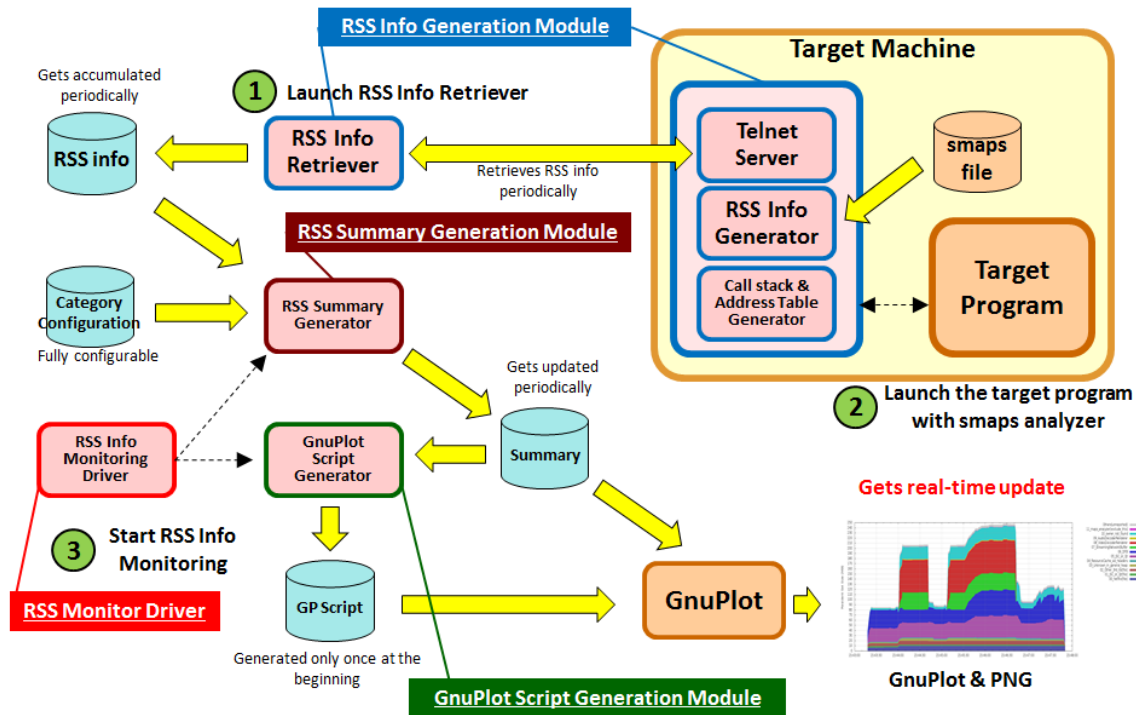 RSS Info Generation Module
Target Machine
Gets accumulated
periodically
1
Launch RSS Info Retriever
RSS info
RSS Info
Retriever
Retrieves RSS info
periodically
Telnet
Server
smaps
file
RSS Info
Generator
Call stack &
Address Table
Generator
Target
Program
RSS Summary Generation Module
Category
Configuration
Fully configurable
RSS Summary
Generator
Gets updated
periodically
2
Launch the target program
with smaps analyzer
RSS Info
Monitoring
Driver
GnuPlot
Script
Generator
Summary
Gets real-time update
3
Start RSS Info
Monitoring
RSS Monitor Driver
GP Script
GnuPlot
Generated only once at the
beginning
GnuPlot & PNG
GnuPlot Script Generation Module